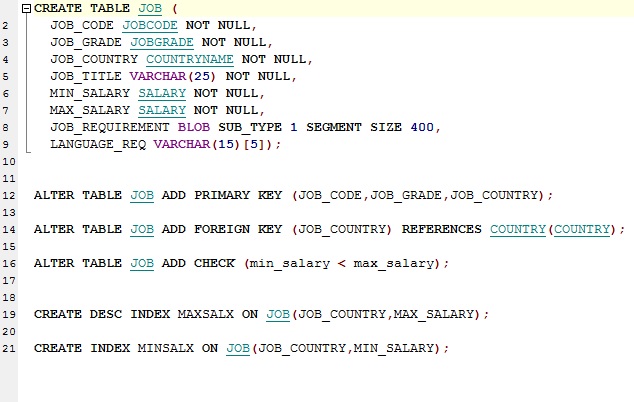 CREATE TABLE JOB (
2 JOB_CODE JOBCODE NOT NULL,
3 JOB_GRADE JOBGRADE NOT NULL,
4 JOB_COUNTRY COUNTRYNAME NOT NULL,
5 JOB_TITLE VARCHAR(25) NOT NULL,
6 MIN_SALARY SALARY NOT NULL,
7 MAX_SALARY SALARY NOT NULL,
8 JOB_REQUIREMENT BLOB SUB_TYPE 1 SEGMENT SIZE 400,
9 LANGUAGE_REQ VARCHAR(15)[5]);
10
11
12 ALTER TABLE JOB ADD PRIMARY KEY (JOB_CODE,JOB_GRADE,JOB_COUNTRY);
13
14 ALTER TABLE JOB ADD FOREIGN KEY (JOB_COUNTRY) REFERENCES COUNTRY(COUNTRY);
15
16 ALTER TABLE JOB ADD CHECK (min_salary < max_salary);
17
18
19 CREATE DESC INDEX MAXSALX ON JOB(JOB_COUNTRY,MAX_SALARY);
20
21 CREATE INDEX MINSALX ON JOB(JOB_COUNTRY,MIN_SALARY);